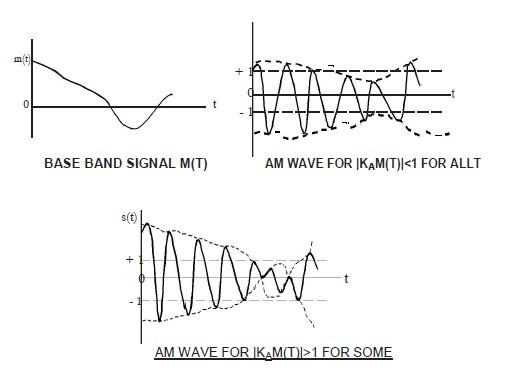 m(t)
0
t
BASE BAND SIGNAL M(T)
+ 1
0
- 1
t
AM WAVE FOR |KAM(T)|<1 FOR ALLT
s(t)
+ 1
0
- 1
t
AM WAVE FOR |KAM(T)|>1 FOR SOME